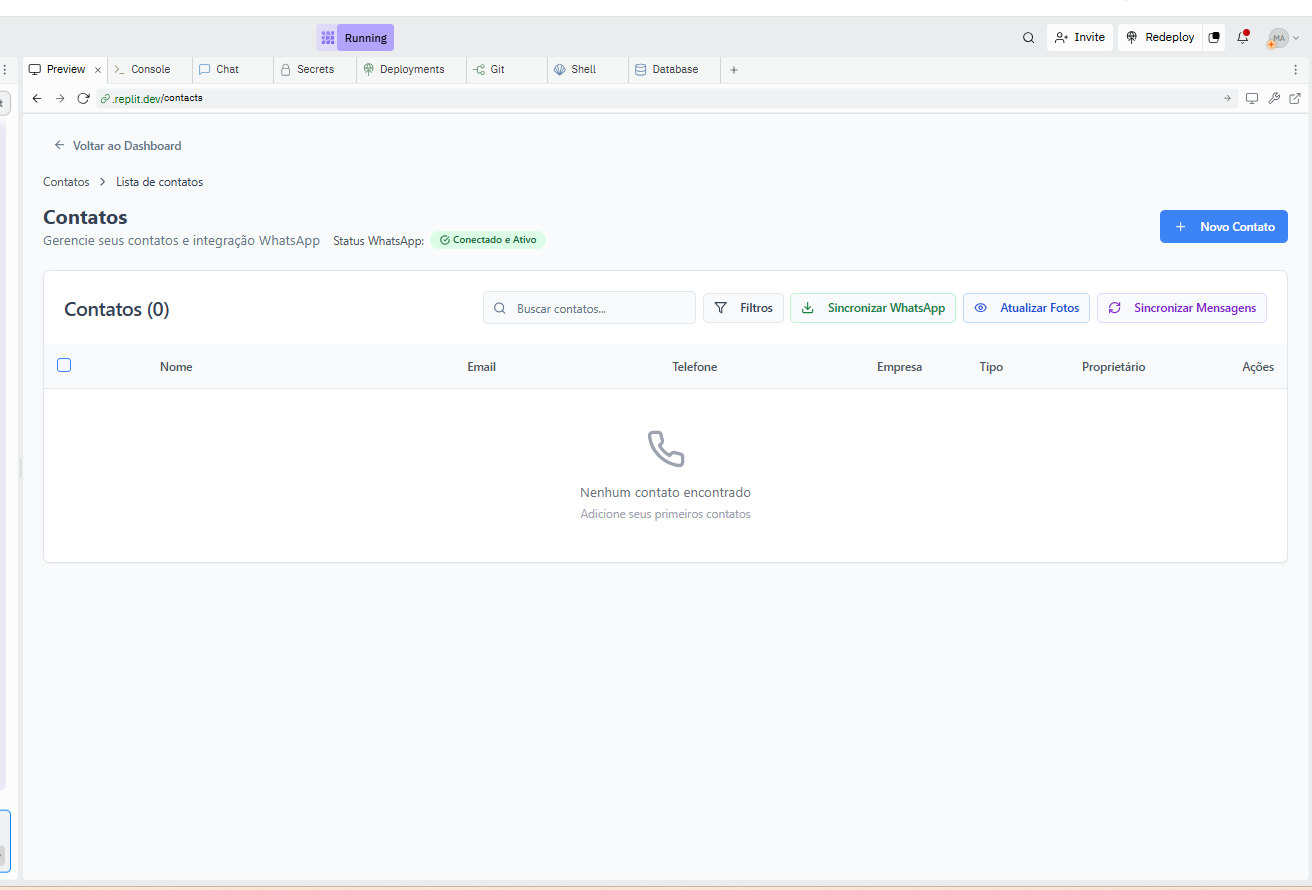 Running
Invite
Redeploy
MA
Preview
Console
Chat
Secrets
Deployments
Git
Shell
Database
.replit.dev/contacts
Voltar ao Dashboard
Contatos > Lista de contatos
Contatos
Gerencie seus contatos e integração WhatsApp Status WhatsApp: Conectado e Ativo
Novo Contato
Contatos (0)
Buscar contatos...
Filtros
Sincronizar WhatsApp
Atualizar Fotos
Sincronizar Mensagens
Nome Email Telefone Empresa Tipo Proprietário Ações
Nenhum contato encontrado
Adicione seus primeiros contatos